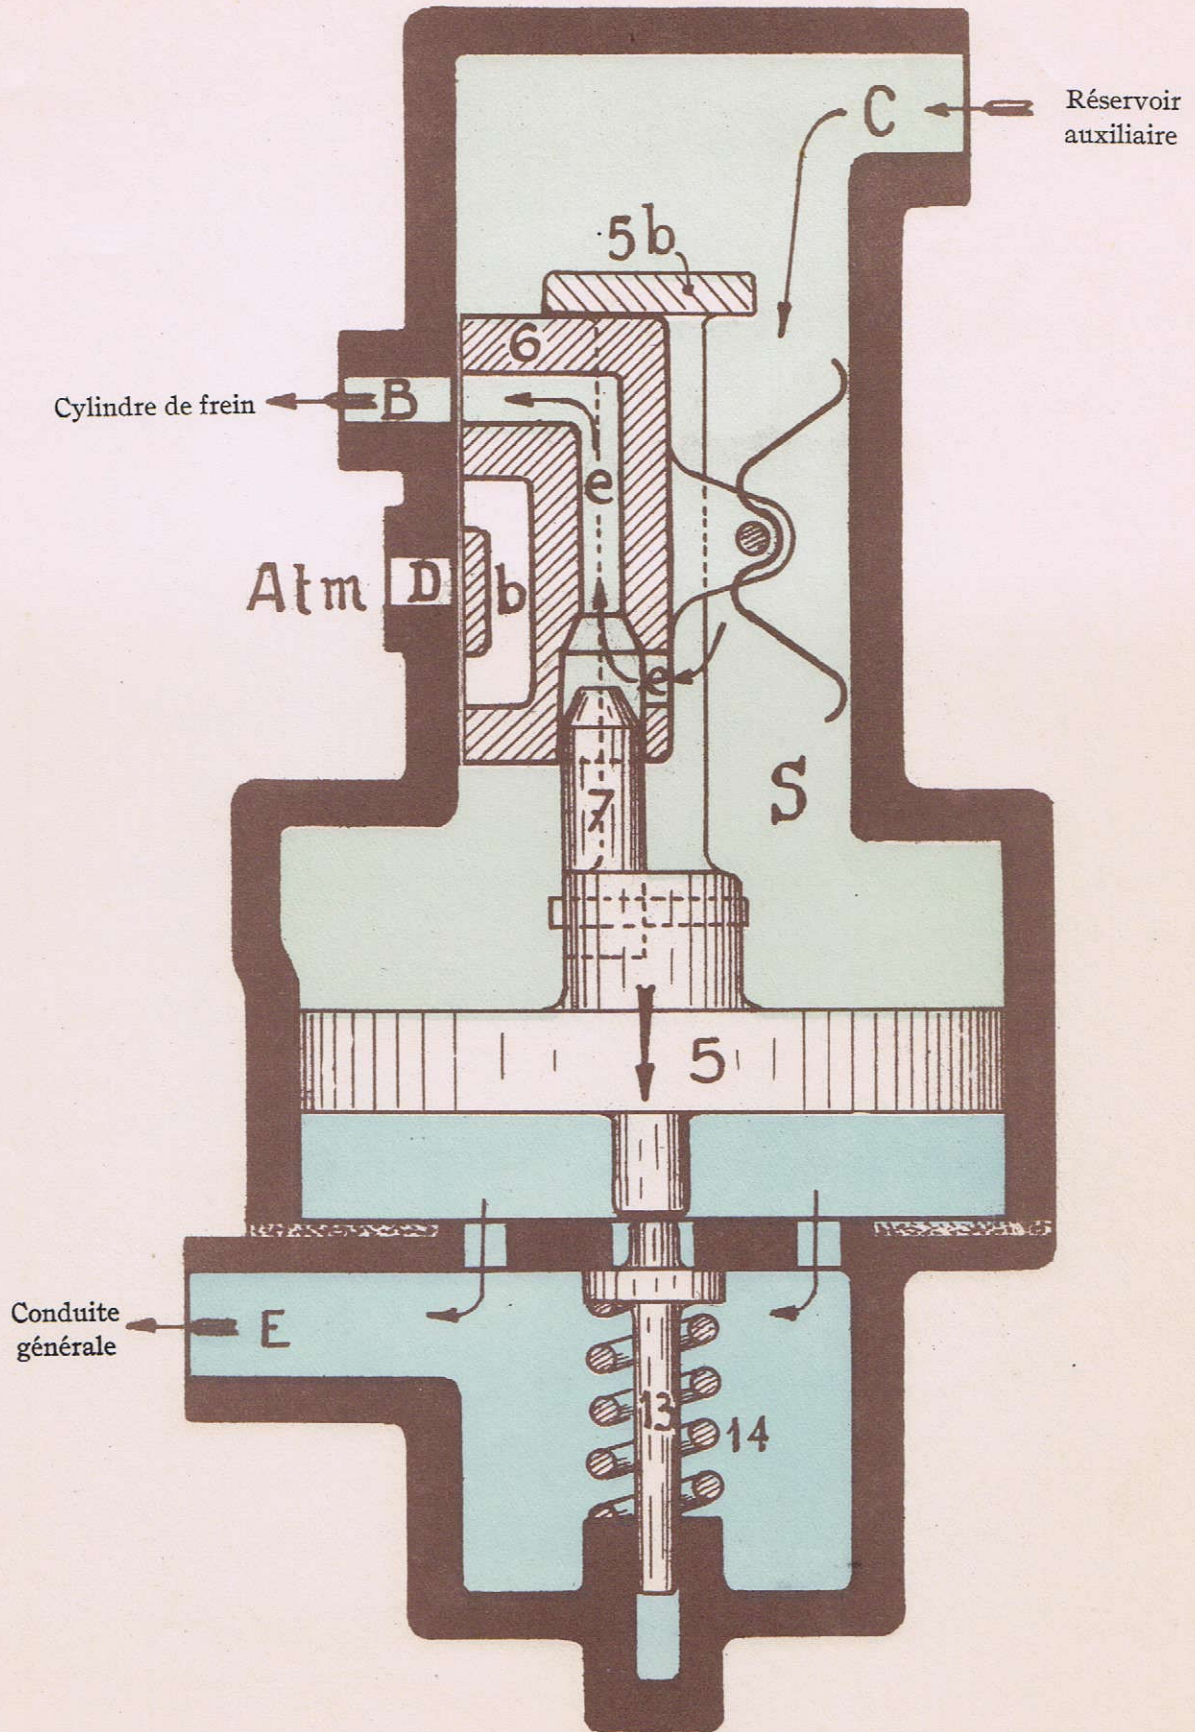 C
Réservoir
auxiliaire
5b
6
Cylindre de frein
B
e
Atm
D
b
e
7
S
5
Conduite
générale
E
13
14